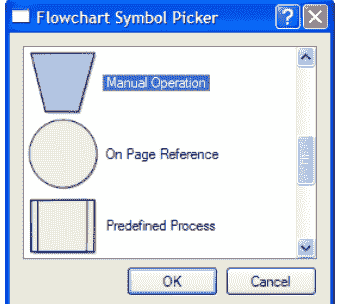 Flowchart Symbol Picker
Manual Operation
On Page Reference
Predefined Process
OK
Cancel